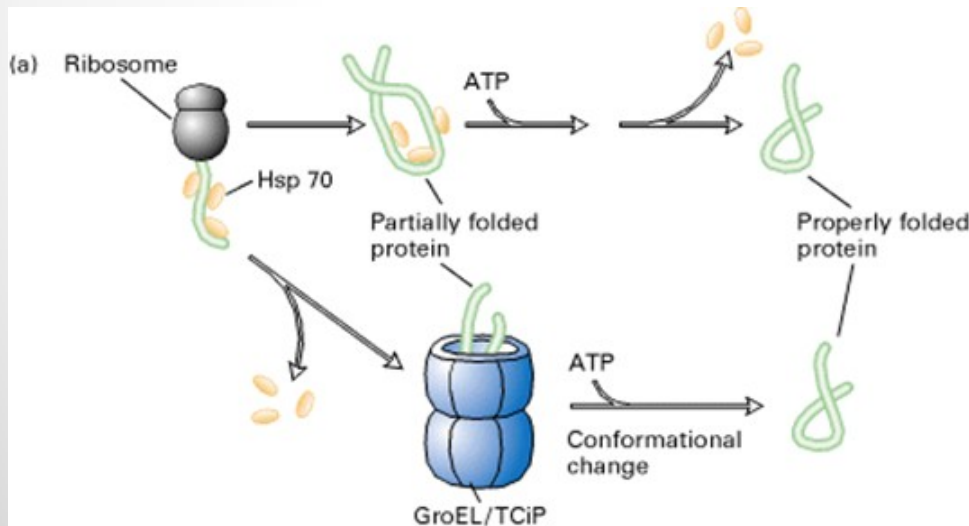 (a) Ribosome
ATP
Hsp 70
Partially folded
protein
Properly folded
protein
ATP
Conformational
change
GroEL/TCiP